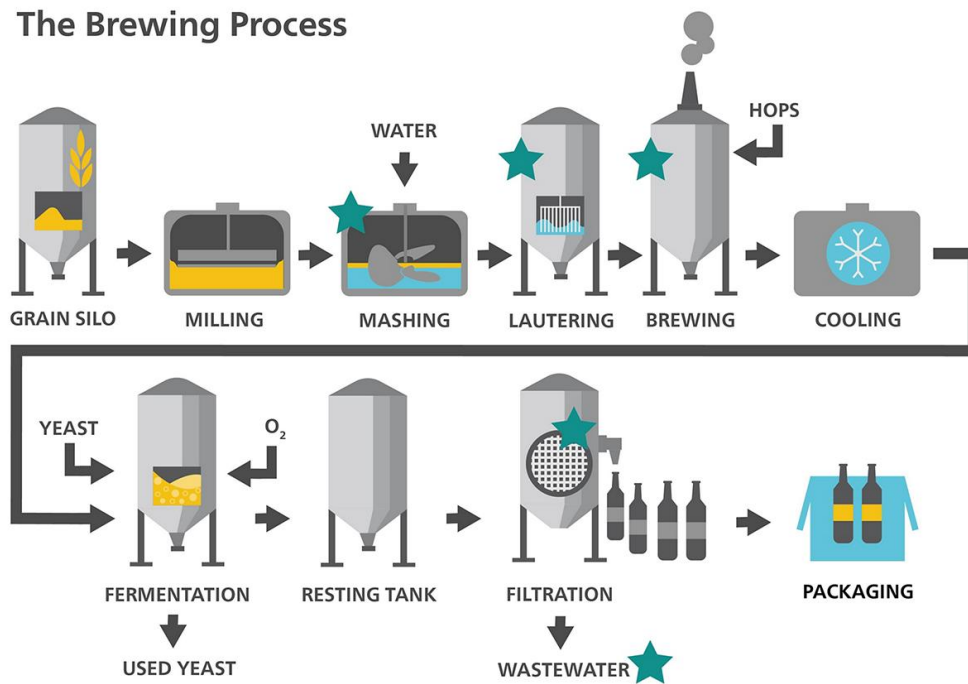 The Brewing Process
WATER
HOPS
GRAIN SILO
MILLING
MASHING
LAUTERING
BREWING
COOLING
YEAST
O₂
FERMENTATION
RESTING TANK
FILTRATION
PACKAGING
USED YEAST
WASTEWATER